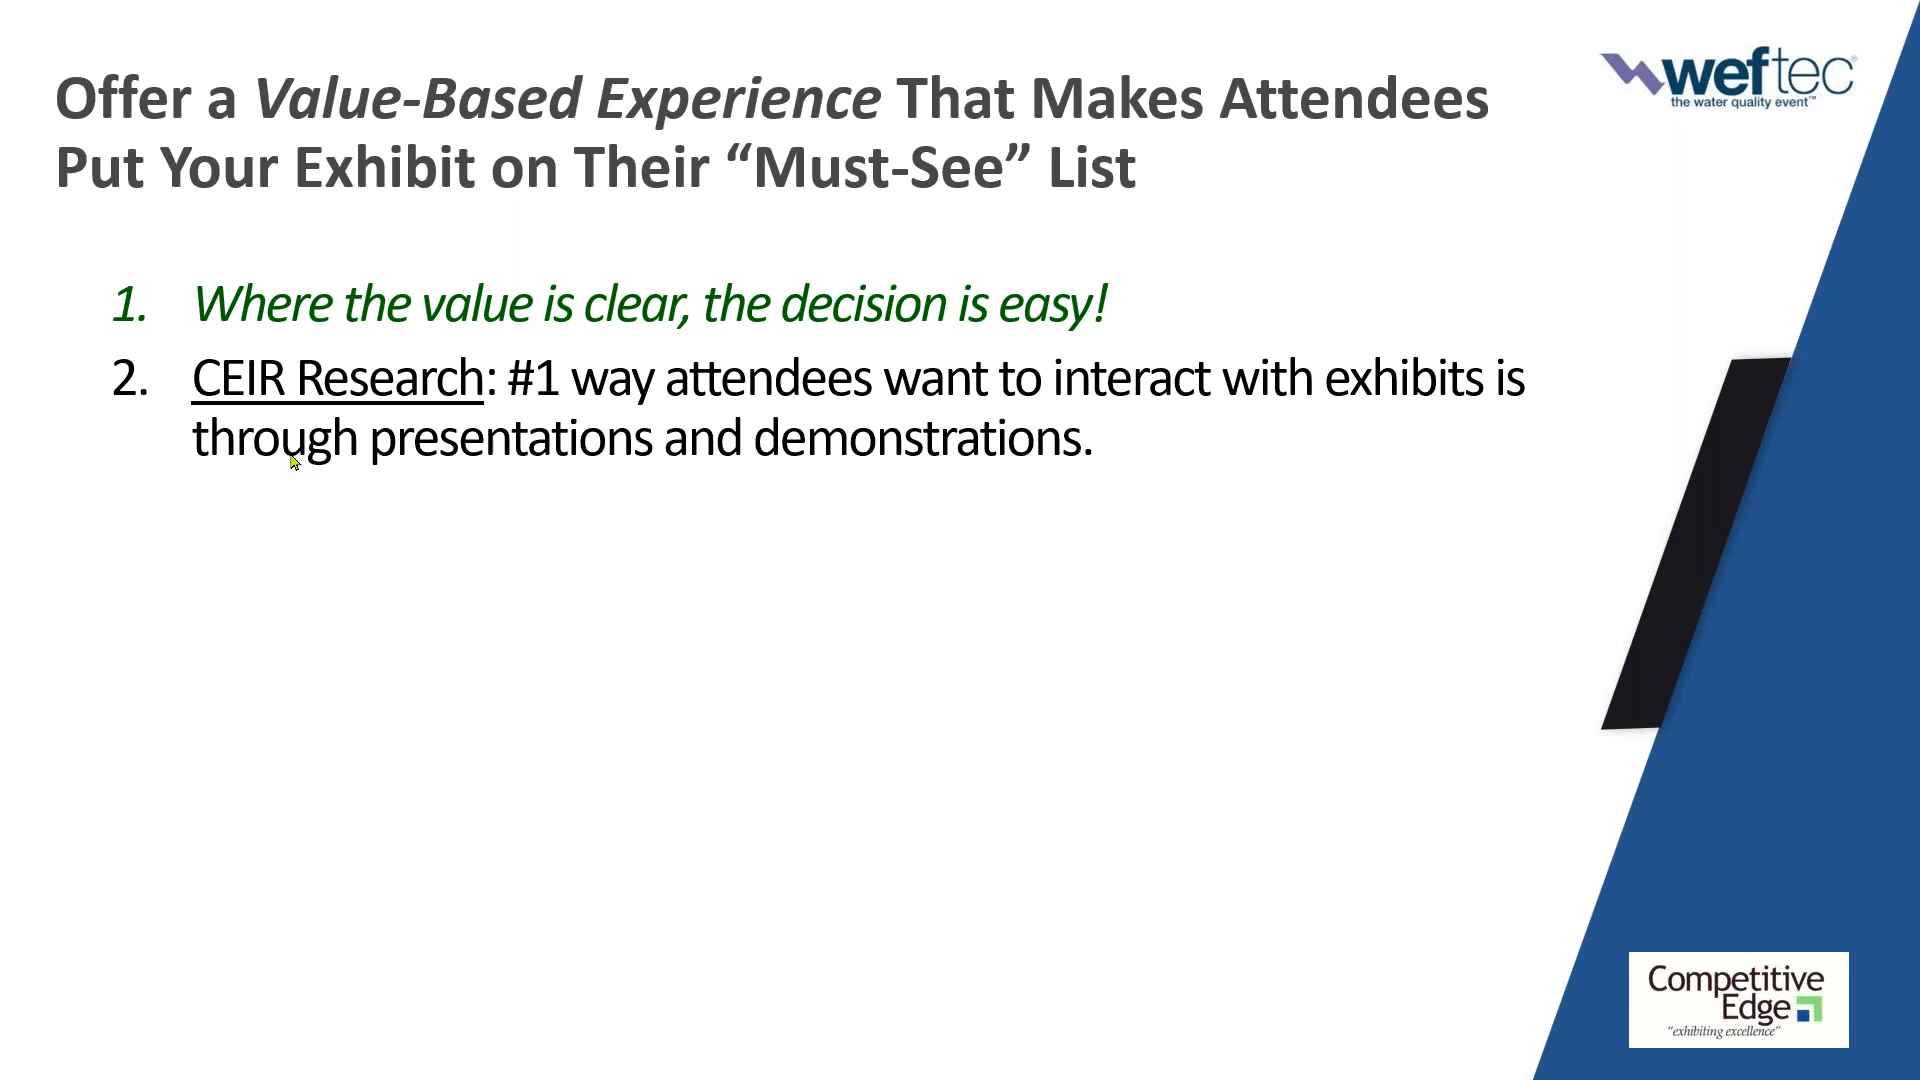 Offer a Value-Based Experience That Makes Attendees
Put Your Exhibit on Their “Must-See” List
1. Where the value is clear, the decision is easy!
2. CEIR Research: #1 way attendees want to interact with exhibits is
through presentations and demonstrations.
weftec®
the water quality event™
Competitive
Edge
“exhibiting excellence”